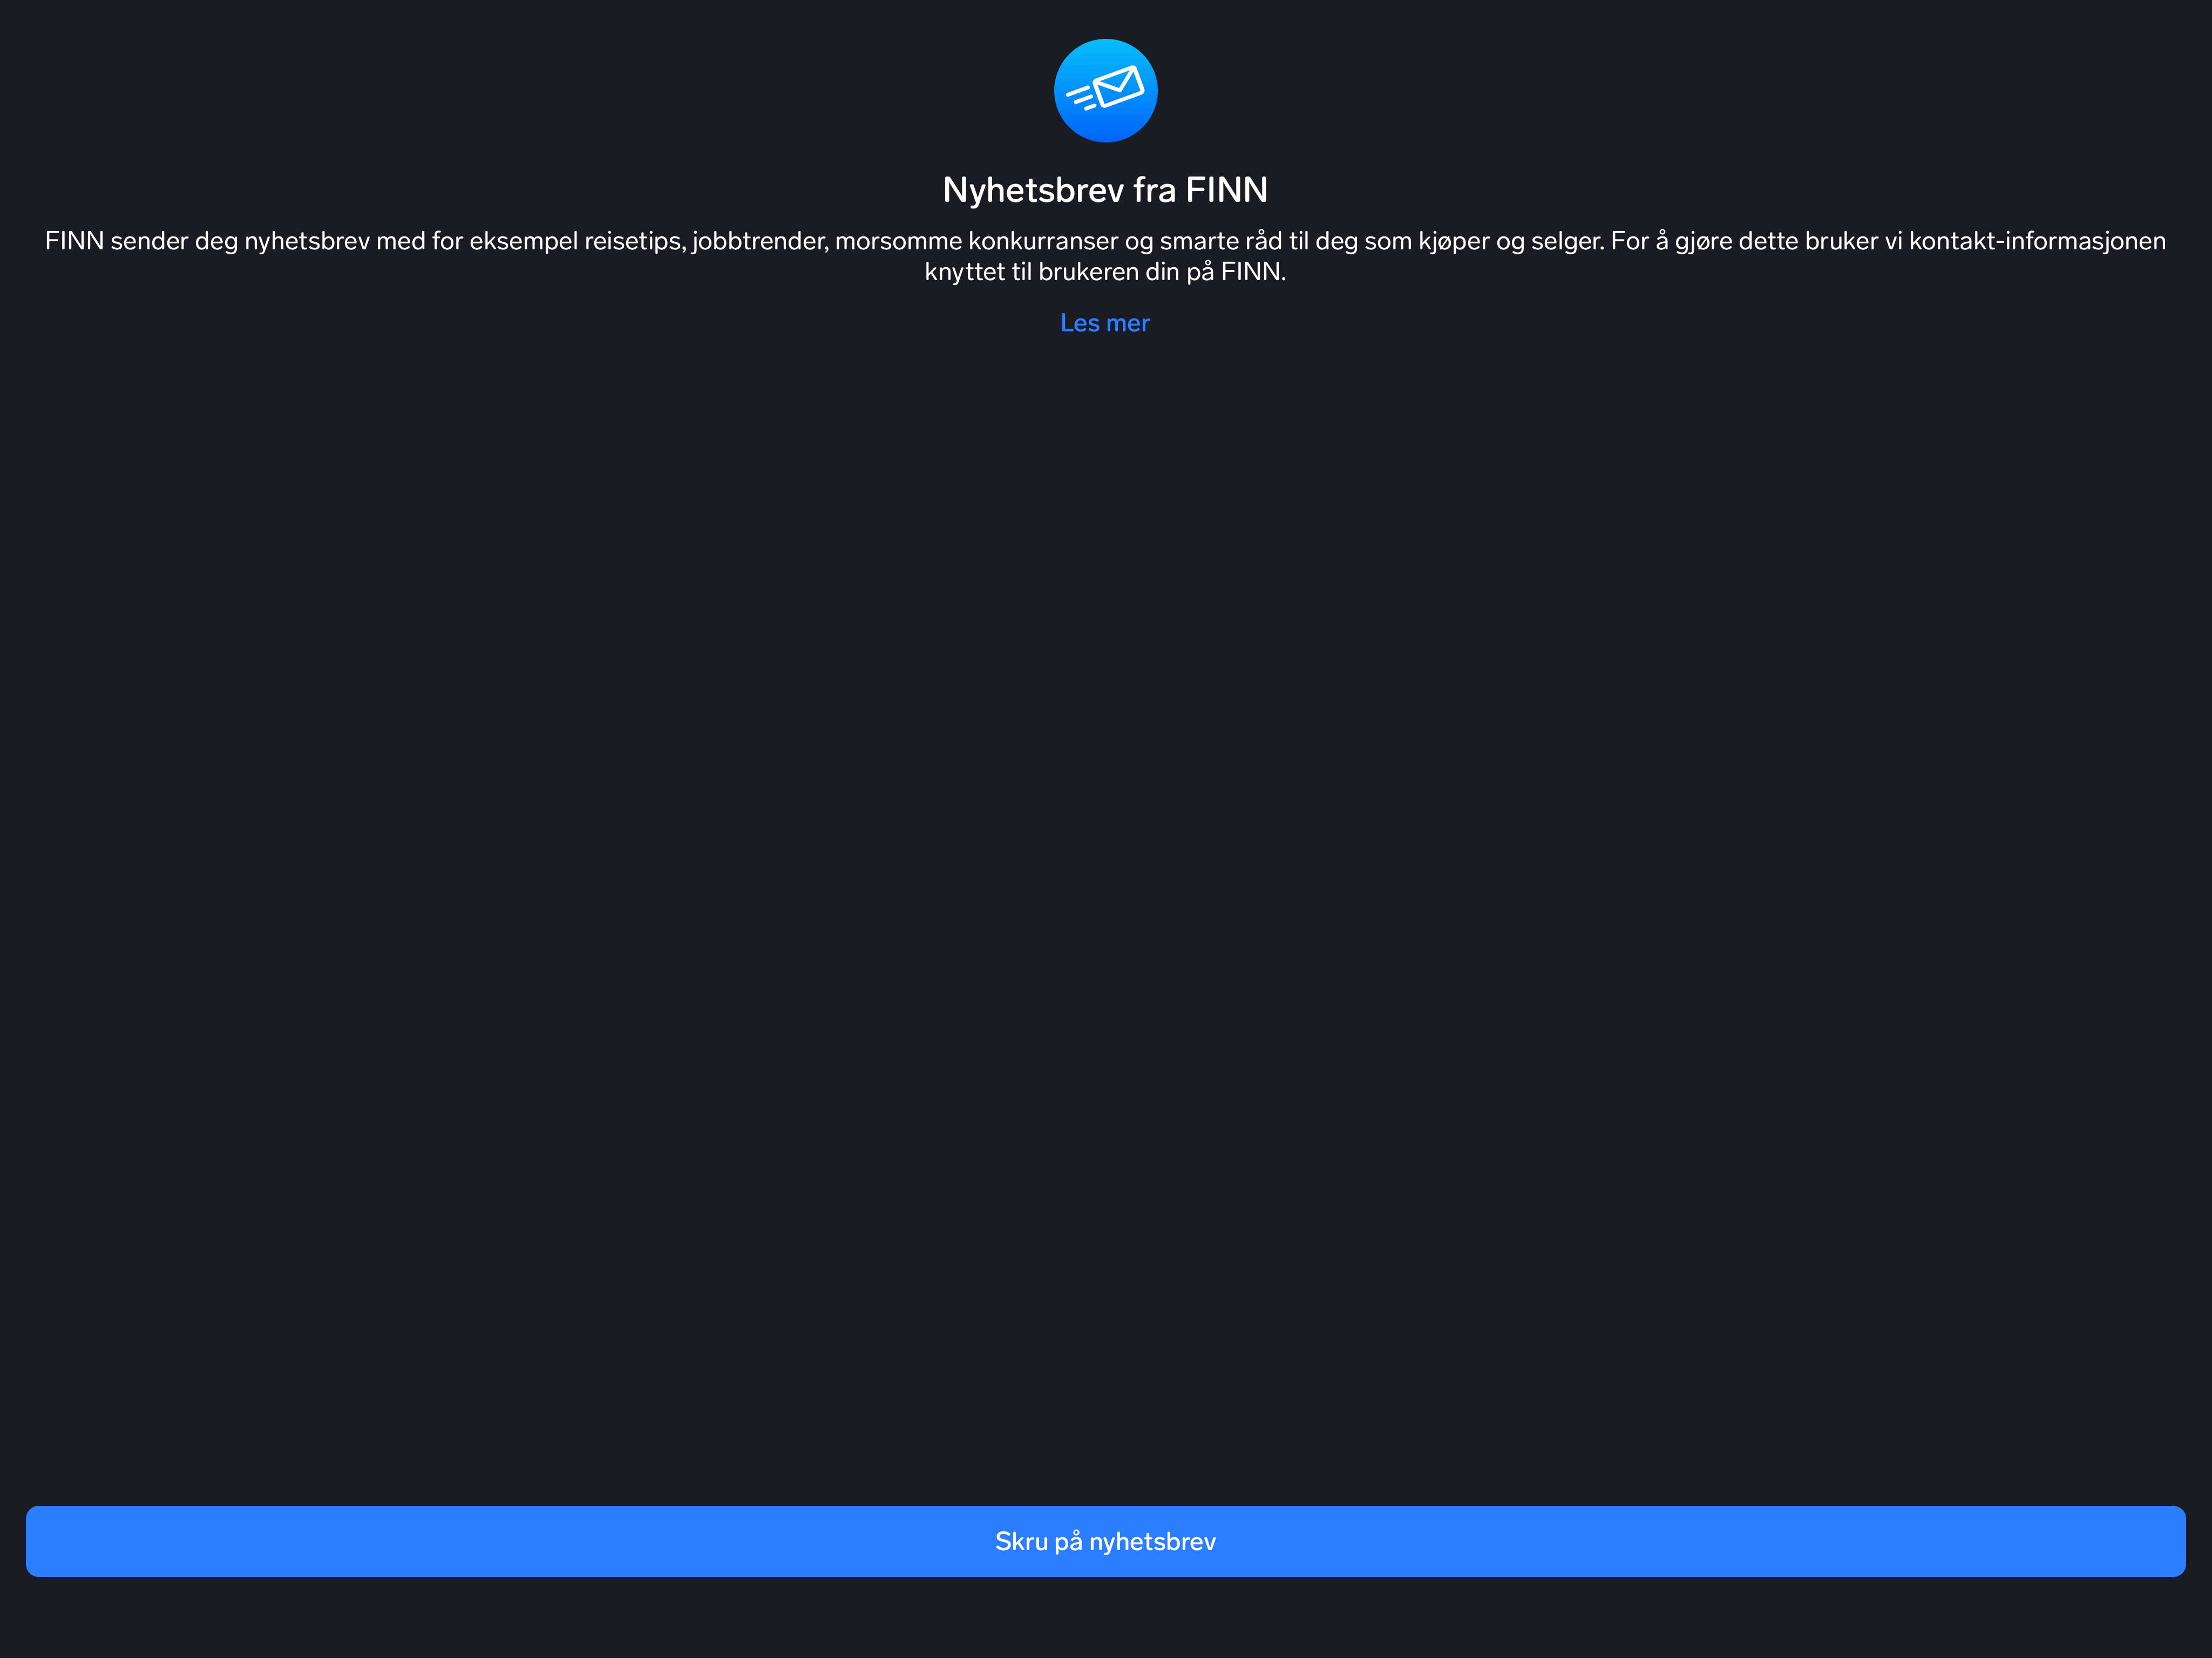 Nyhetsbrev fra FINN
FINN sender deg nyhetsbrev med for eksempel reisetips, jobbtrender, morsomme konkurranser og smarte råd til deg som kjøper og selger. For å gjøre dette bruker vi kontakt-informasjonen
knyttet til brukeren din på FINN.
Les mer
Skru på nyhetsbrev